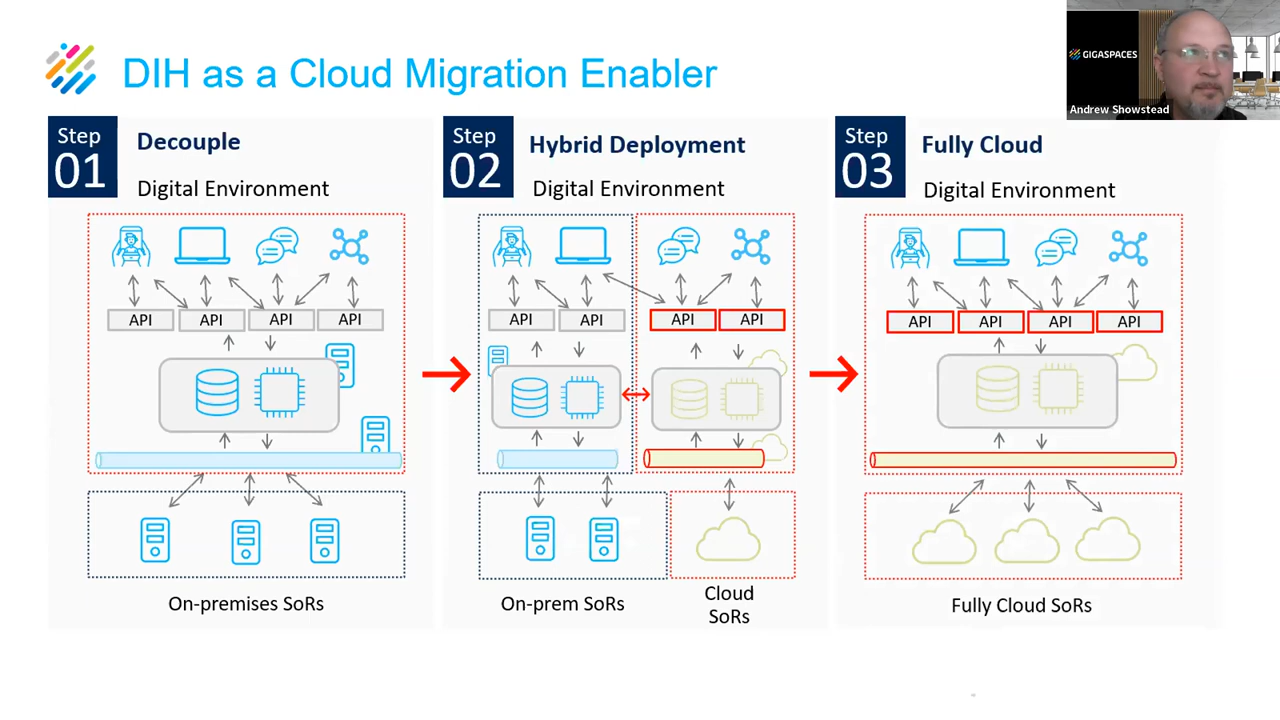 DIH as a Cloud Migration Enabler
GIGASPACES
Andrew Showstead
Step
01
Decouple
Digital Environment
API
API
API
API
On-premises SoRs
Step
02
Hybrid Deployment
Digital Environment
API
API
API
API
On-prem SoRs
Cloud
SoRs
Step
03
Fully Cloud
Digital Environment
API
API
API
API
Fully Cloud SoRs